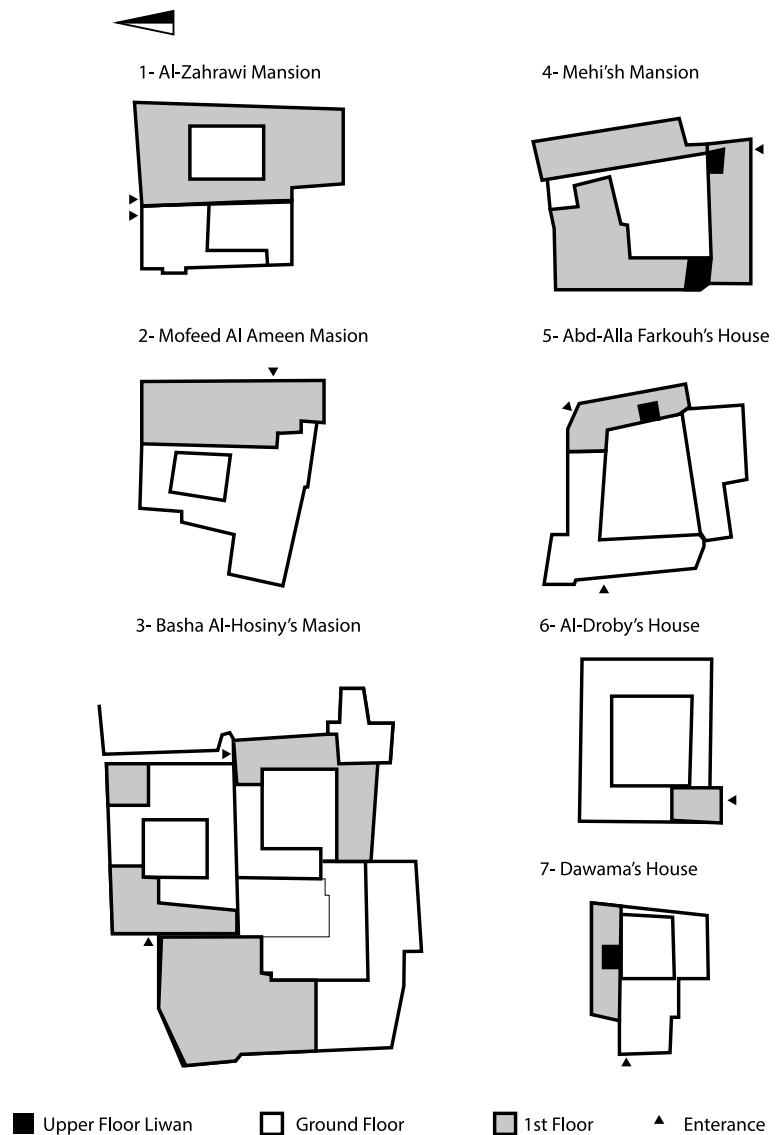 1- Al-Zahrawi Mansion
2- Mofeed Al Ameen Masion
3- Basha Al-Hosiny's Masion
4- Mehi'sh Mansion
5- Abd-Alla Farkouh's House
6- Al-Droby's House
7- Dawama's House
Upper Floor Liwan
Ground Floor
1st Floor
Enterance